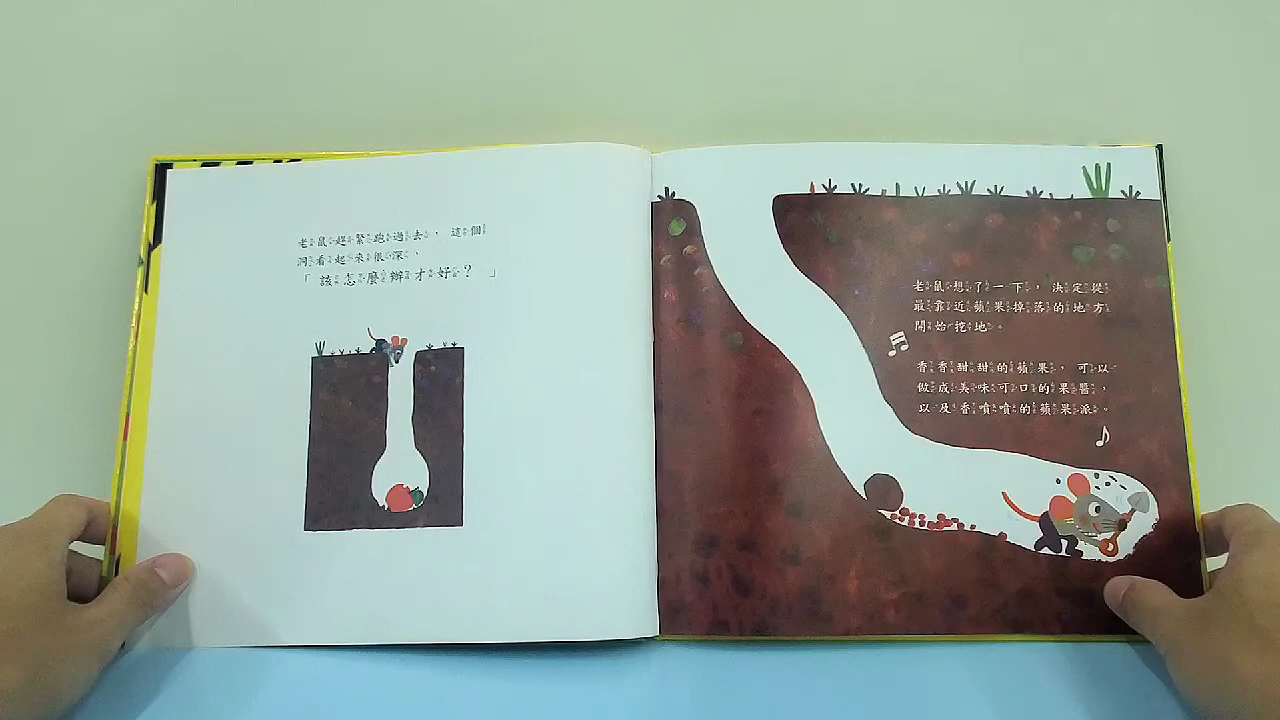 老鼠趕緊跑過去，這個
洞看起來很深，
「該怎麼辦才好？」
老鼠想了一下，決定從
最靠近蘋果掉落的地方
開始挖地。
香香甜甜的蘋果，可以
做成美味可口的果醬，
以及香噴噴的蘋果派。